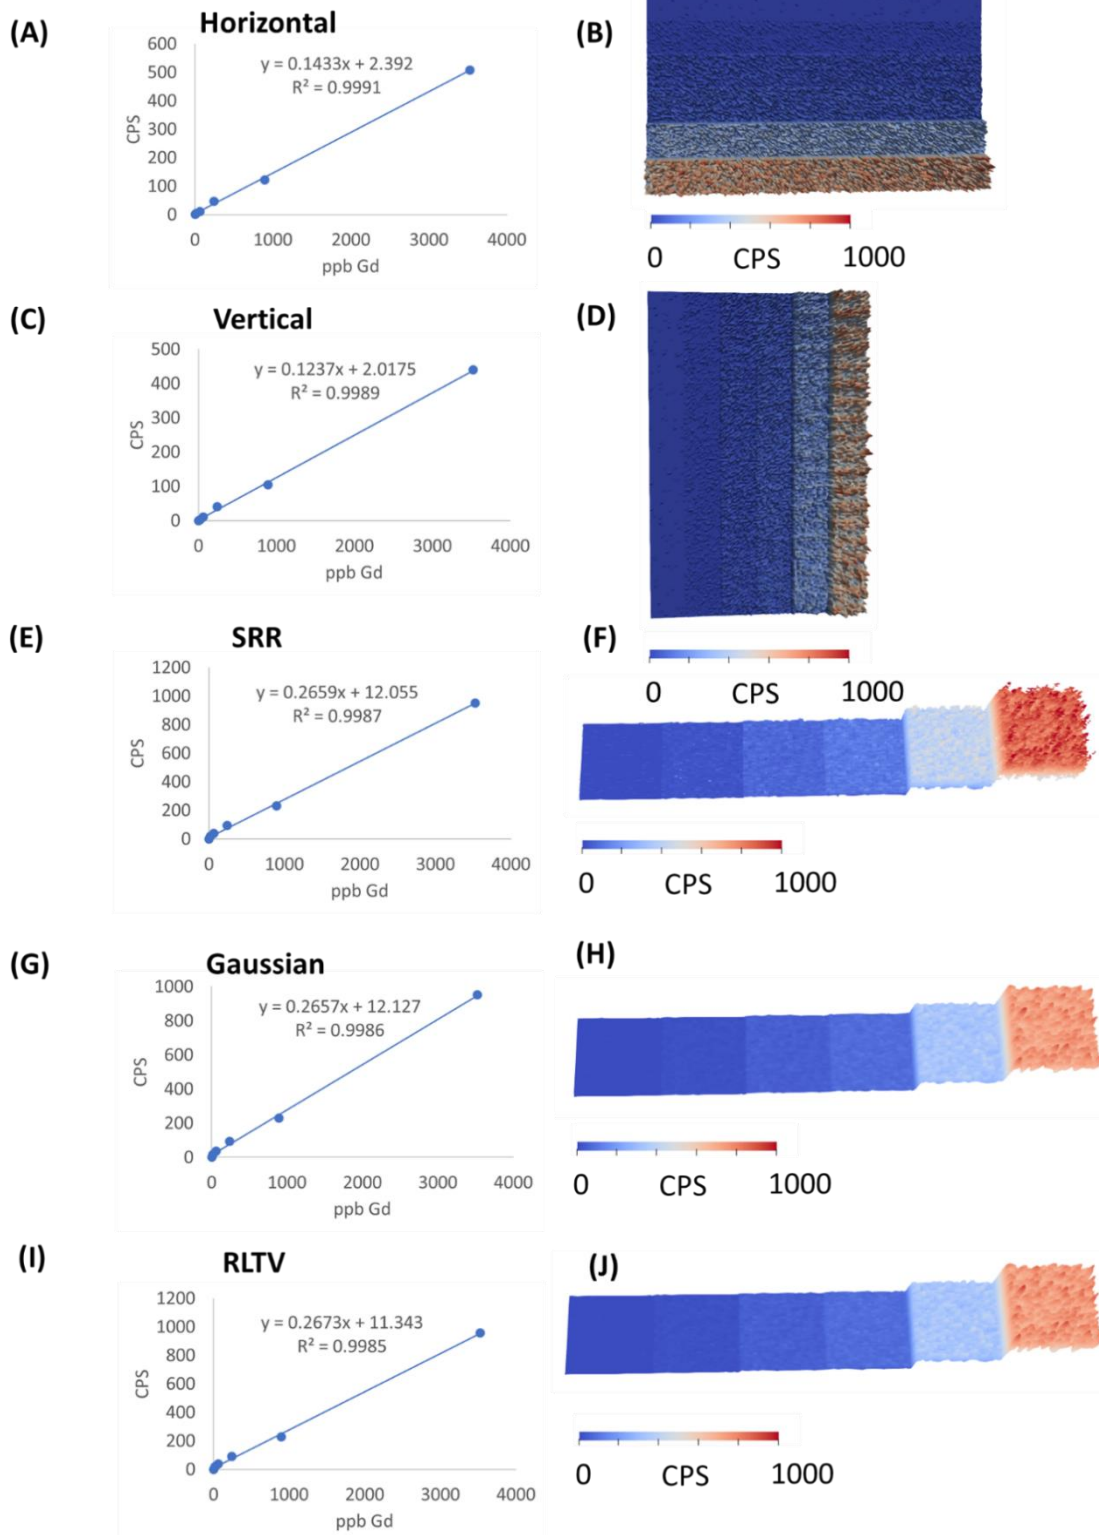 (A)
Horizontal
y = 0.1433x + 2.392
R² = 0.9991
600
500
400
300
200
100
0
CPS
0 1000 2000 3000 4000
ppb Gd
(B)
0 CPS 1000
(C)
Vertical
y = 0.1237x + 2.0175
R² = 0.9989
500
400
300
200
100
0
CPS
0 1000 2000 3000 4000
ppb Gd
(D)
0 CPS 1000
(E)
SRR
y = 0.2659x + 12.055
R² = 0.9987
1200
1000
800
600
400
200
0
CPS
0 1000 2000 3000 4000
ppb Gd
(F)
0 CPS 1000
(G)
Gaussian
y = 0.2657x + 12.127
R² = 0.9986
1000
800
600
400
200
0
CPS
0 1000 2000 3000 4000
ppb Gd
(H)
0 CPS 1000
(I)
RLTV
y = 0.2673x + 11.343
R² = 0.9985
1200
1000
800
600
400
200
0
CPS
0 1000 2000 3000 4000
ppb Gd
(J)
0 CPS 1000